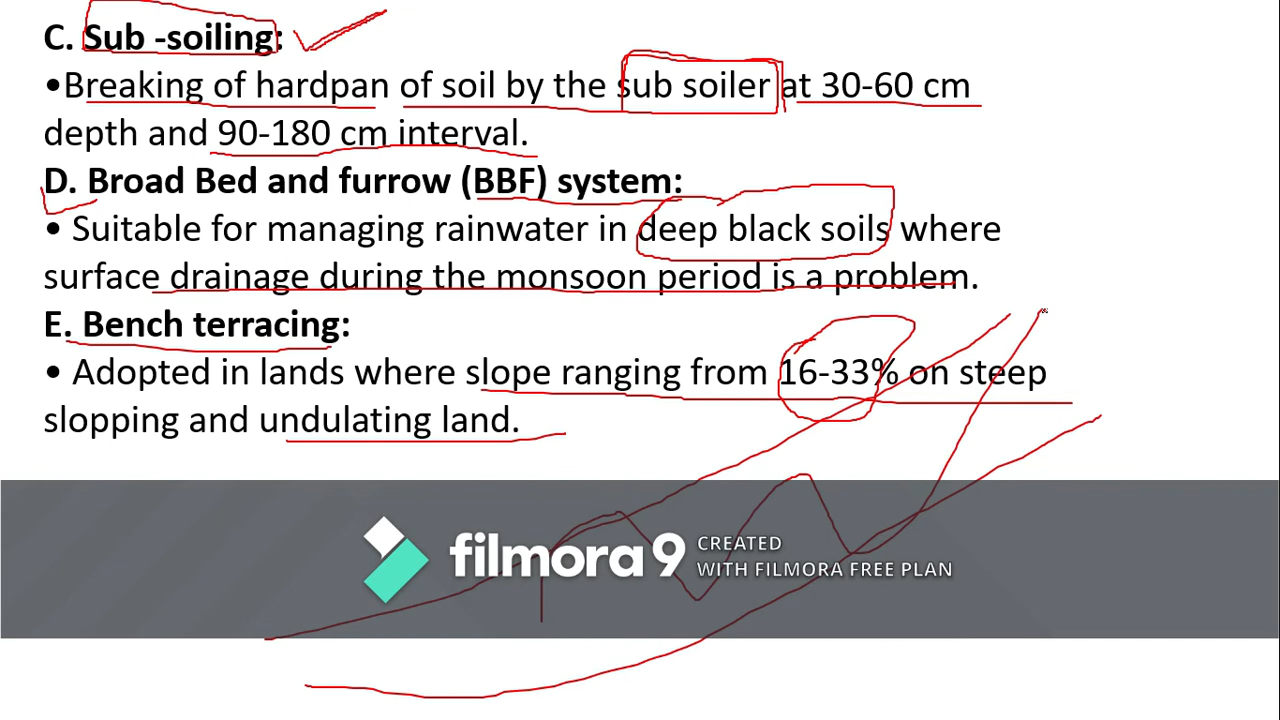 C. Sub -soiling:
•Breaking of hardpan of soil by the sub soiler at 30-60 cm
depth and 90-180 cm interval.
D. Broad Bed and furrow (BBF) system:
• Suitable for managing rainwater in deep black soils where
surface drainage during the monsoon period is a problem.
E. Bench terracing:
• Adopted in lands where slope ranging from 16-33% on steep
slopping and undulating land.
filmora 9
CREATED
WITH FILMORA FREE PLAN